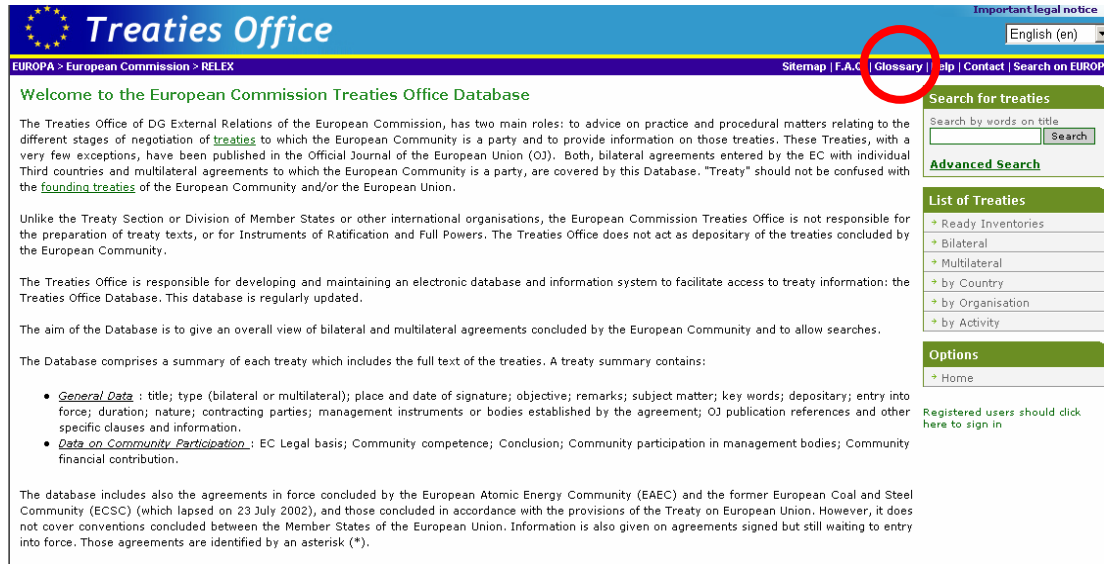 Important legal notice
Treaties Office
English (en)
EUROPA > European Commission > RELEX
Sitemap | F.A.Q | Glossary | Help | Contact | Search on EUROP
Welcome to the European Commission Treaties Office Database
The Treaties Office of DG External Relations of the European Commission, has two main roles: to advice on practice and procedural matters relating to the
different stages of negotiation of treaties to which the European Community is a party and to provide information on those treaties. These Treaties, with a
very few exceptions, have been published in the Official Journal of the European Union (OJ). Both, bilateral agreements entered by the EC with individual
Third countries and multilateral agreements to which the European Community is a party, are covered by this Database. "Treaty" should not be confused with
the founding treaties of the European Community and/or the European Union.
Unlike the Treaty Section or Division of Member States or other international organisations, the European Commission Treaties Office is not responsible for
the preparation of treaty texts, or for Instruments of Ratification and Full Powers. The Treaties Office does not act as depositary of the treaties concluded by
the European Community.
The Treaties Office is responsible for developing and maintaining an electronic database and information system to facilitate access to treaty information: the
Treaties Office Database. This database is regularly updated.
The aim of the Database is to give an overall view of bilateral and multilateral agreements concluded by the European Community and to allow searches.
The Database comprises a summary of each treaty which includes the full text of the treaties. A treaty summary contains:
• General Data : title; type (bilateral or multilateral); place and date of signature; objective; remarks; subject matter; key words; depositary; entry into
force; duration; nature; contracting parties; management instruments or bodies established by the agreement; OJ publication references and other
specific clauses and information.
• Data on Community Participation : EC Legal basis; Community competence; Conclusion; Community participation in management bodies; Community
financial contribution.
The database includes also the agreements in force concluded by the European Atomic Energy Community (EAEC) and the former European Coal and Steel
Community (ECSC) (which lapsed on 23 July 2002), and those concluded in accordance with the provisions of the Treaty on European Union. However, it does
not cover conventions concluded between the Member States of the European Union. Information is also given on agreements signed but still waiting to entry
into force. Those agreements are identified by an asterisk (*).
Search for treaties
Search by words on title
Search
Advanced Search
List of Treaties
Ready Inventories
Bilateral
Multilateral
by Country
by Organisation
by Activity
Options
Home
Registered users should click
here to sign in